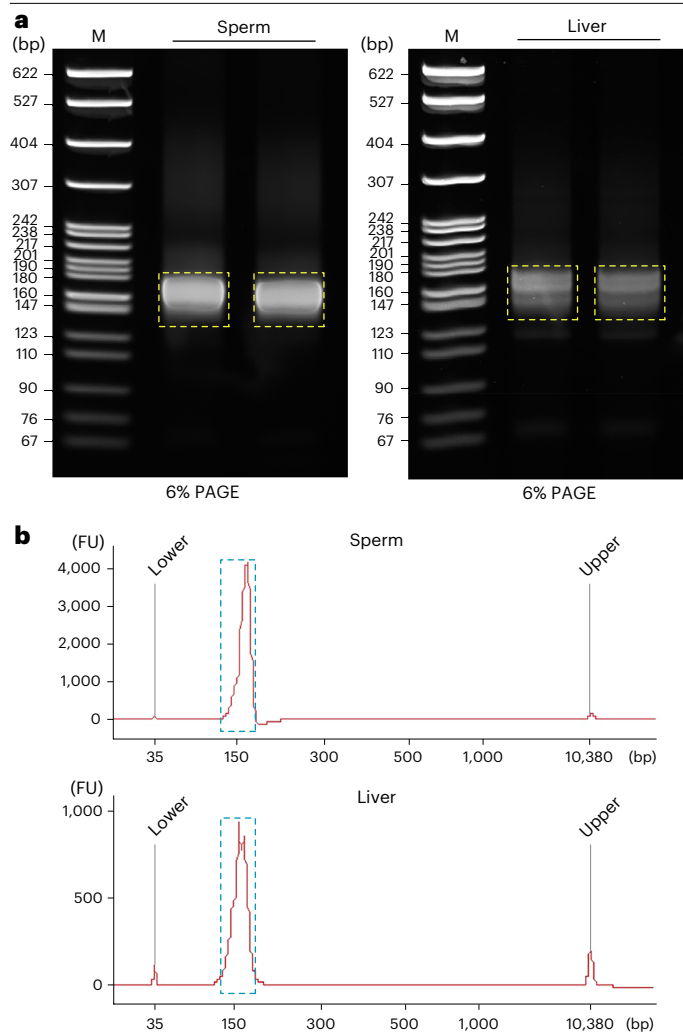 a
Sperm
Liver
(bp)
M
(bp)
M
622
527
404
307
242
238
217
201
190
180
160
147
123
110
90
76
67
622
527
404
307
242
238
217
201
190
180
160
147
123
110
90
76
67
6% PAGE
6% PAGE
b
(FU)
Sperm
Lower
Upper
4,000
3,000
2,000
1,000
0
35 150 300 500 1,000 10,380 (bp)
(FU)
Liver
Lower
Upper
1,000
500
0
35 150 300 500 1,000 10,380 (bp)